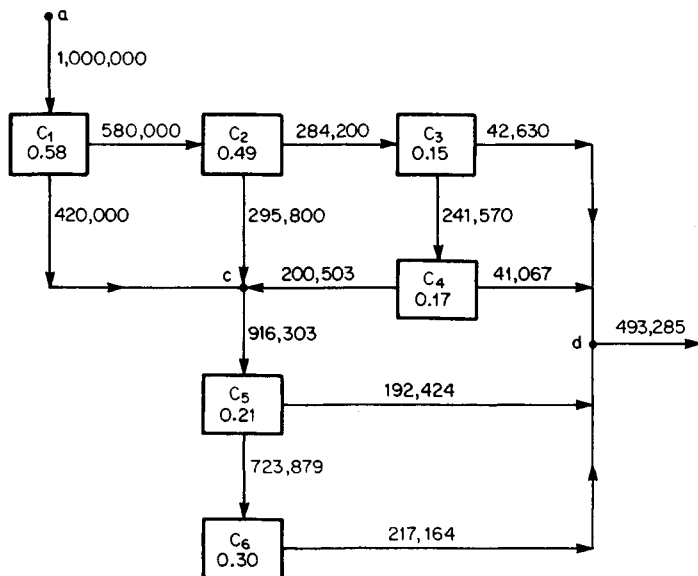 a
1,000,000
C₁ 580,000 C₂ 284,200 C₃ 42,630
0.58 0.49 0.15
420,000 295,800 241,570
c 200,503 C₄ 41,067
0.17
916,303
d 493,285
C₅ 192,424
0.21
723,879
C₆ 217,164
0.30